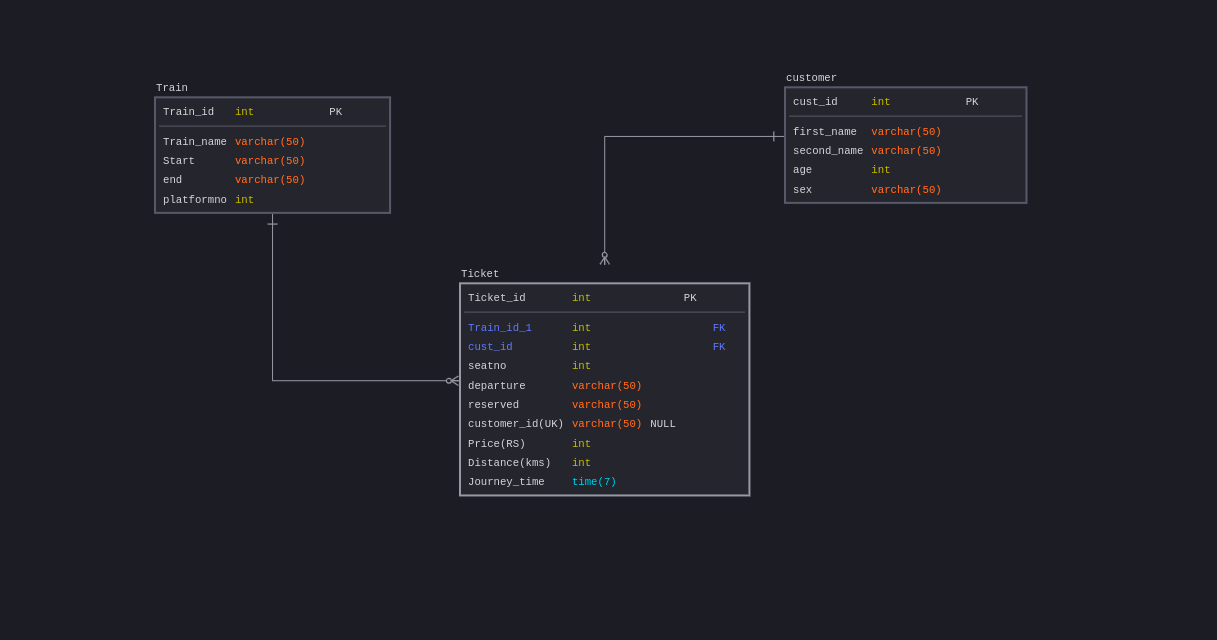 Train
Train_id int PK
Train_name varchar(50)
Start varchar(50)
end varchar(50)
platformno int
customer
cust_id int PK
first_name varchar(50)
second_name varchar(50)
age int
sex varchar(50)
Ticket
Ticket_id int PK
Train_id_1 int FK
cust_id int FK
seatno int
departure varchar(50)
reserved varchar(50)
customer_id(UK) varchar(50) NULL
Price(RS) int
Distance(kms) int
Journey_time time(7)